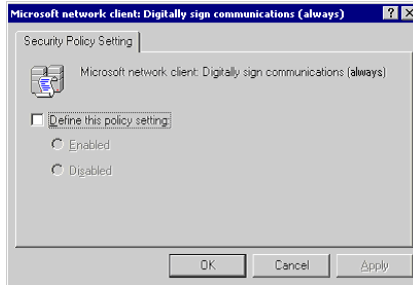 Microsoft network client: Digitally sign communications (always)
Security Policy Setting
Microsoft network client: Digitally sign communications (always)
Define this policy setting:
Enabled
Disabled
OK Cancel Apply